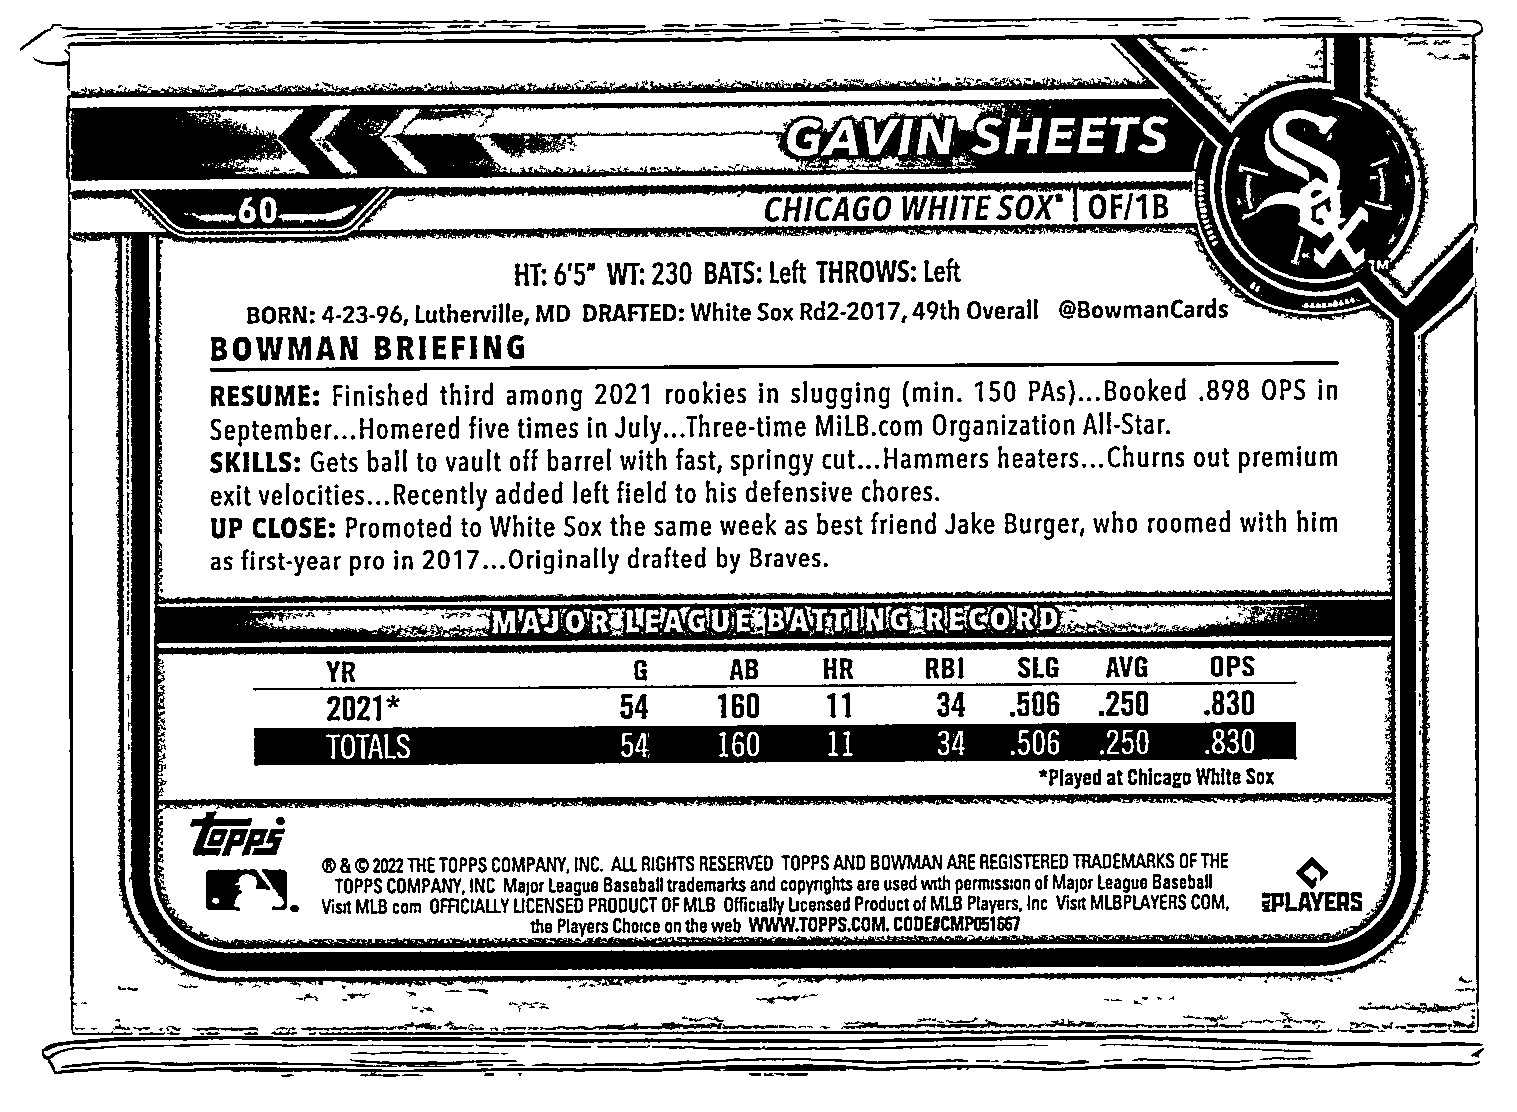 GAVIN SHEETS
60
CHICAGO WHITE SOX® | OF/1B
Sox
TM
HT: 6'5" WT: 230 BATS: Left THROWS: Left
BORN: 4-23-96, Lutherville, MD DRAFTED: White Sox Rd2-2017, 49th Overall @BowmanCards
BOWMAN BRIEFING
RESUME: Finished third among 2021 rookies in slugging (min. 150 PAs)...Booked .898 OPS in
September...Homered five times in July...Three-time MiLB.com Organization All-Star.
SKILLS: Gets ball to vault off barrel with fast, springy cut...Hammers heaters...Churns out premium
exit velocities...Recently added left field to his defensive chores.
UP CLOSE: Promoted to White Sox the same week as best friend Jake Burger, who roomed with him
as first-year pro in 2017...Originally drafted by Braves.
MAJOR LEAGUE BATTING RECORD
YR G AB HR RBI SLG AVG OPS
2021* 54 160 11 34 .506 .250 .830
TOTALS 54 160 11 34 .506 .250 .830
*Played at Chicago White Sox
topps
® & © 2022 THE TOPPS COMPANY, INC. ALL RIGHTS RESERVED TOPPS AND BOWMAN ARE REGISTERED TRADEMARKS OF THE
TOPPS COMPANY, INC Major League Baseball trademarks and copyrights are used with permission of Major League Baseball
Visit MLB com OFFICIALLY LICENSED PRODUCT OF MLB Officially Licensed Product of MLB Players, Inc Visit MLBPLAYERS COM,
the Players Choice on the web WWW.TOPPS.COM. CODE#CMP051667
PLAYERS